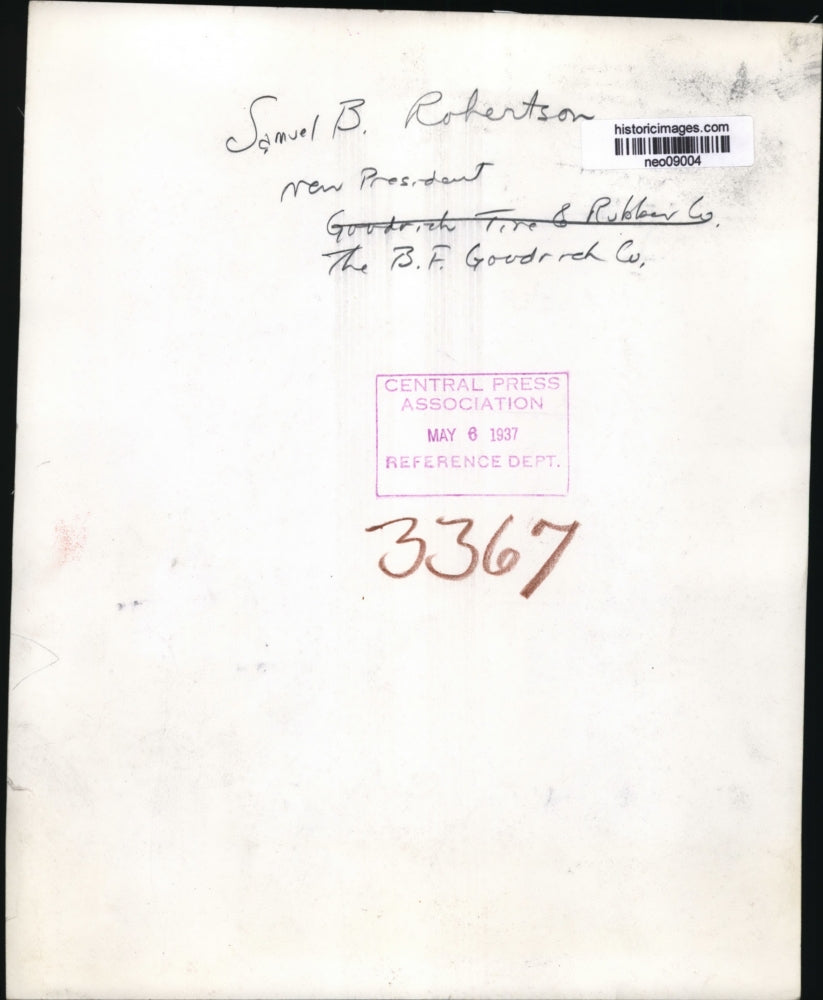 Samuel B. Robertson
historicimages.com
neo09004
new President
Goodrich Tire & Rubber Co.
The B.F. Goodrich Co.
CENTRAL PRESS
ASSOCIATION
MAY 6 1937
REFERENCE DEPT.
3367